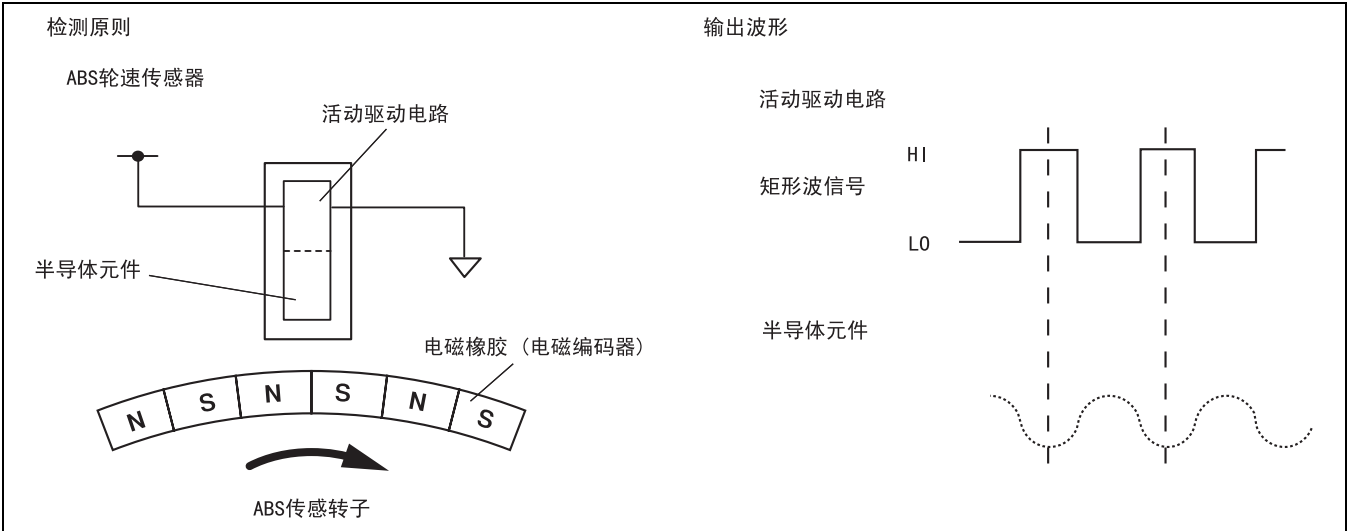 检测原则
ABS轮速传感器
活动驱动电路
半导体元件
电磁橡胶（电磁编码器）
N S N S N S
ABS传感转子
输出波形
活动驱动电路
HI
矩形波信号
LO
半导体元件